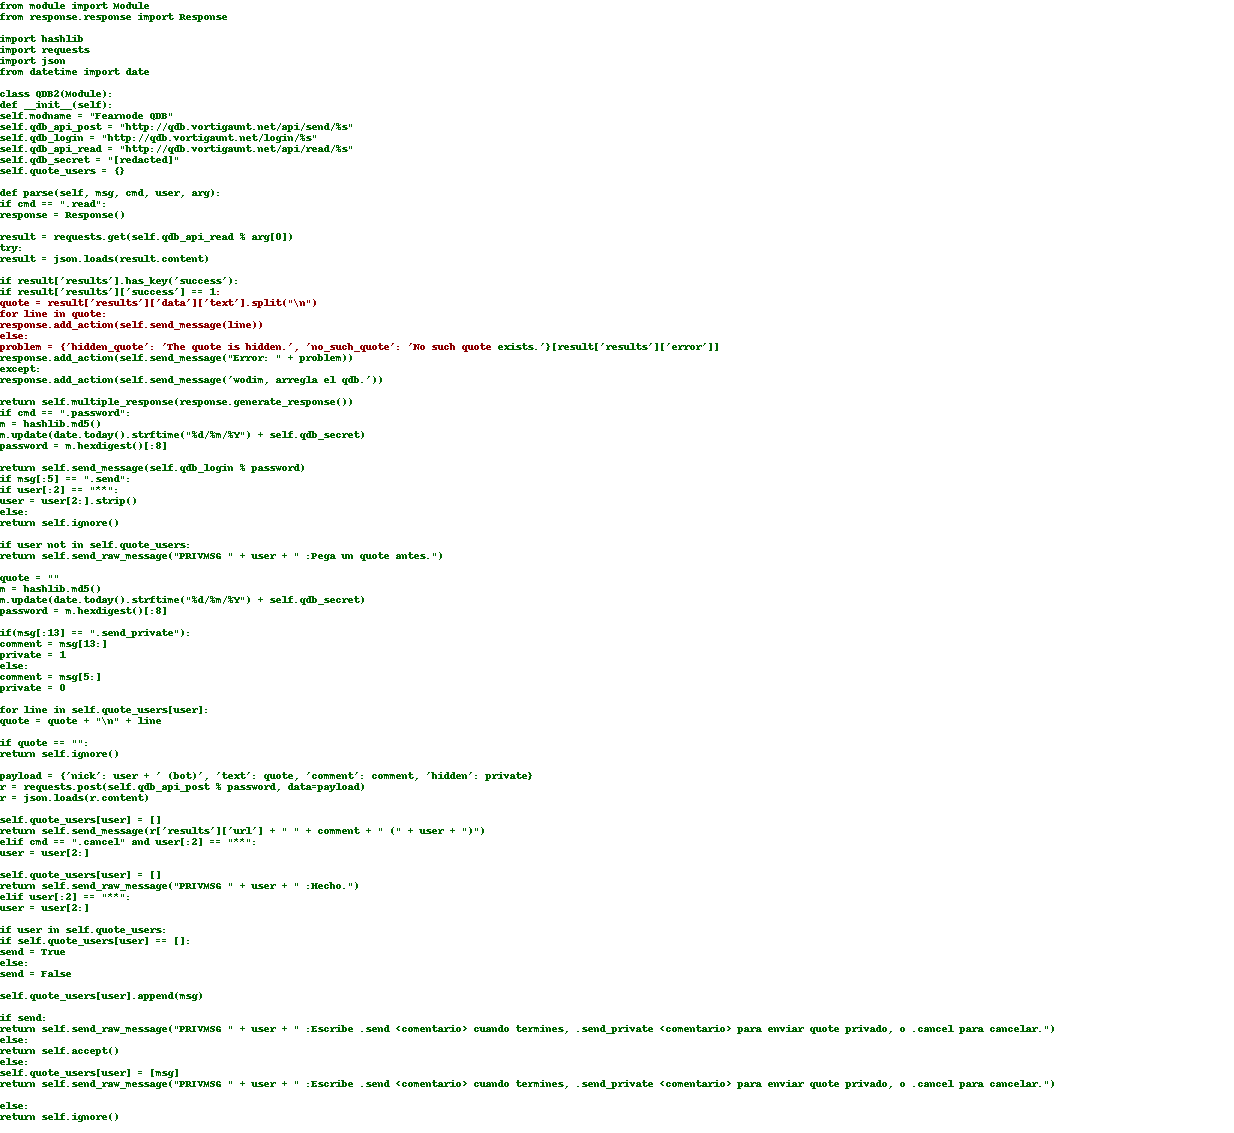 from module import Module
from response.response import Response
import hashlib
import requests
import json
from datetime import date
class QDB2(Module):
def __init__(self):
self.modname = "Fearnode QDB"
self.qdb_api_post = "http://qdb.vortigaunt.net/api/send/%s"
self.qdb_login = "http://qdb.vortigaunt.net/login/%s"
self.qdb_api_read = "http://qdb.vortigaunt.net/api/read/%s"
self.qdb_secret = "[redacted]"
self.quote_users = {}
def parse(self, msg, cmd, user, arg):
if cmd == ".read":
response = Response()
result = requests.get(self.qdb_api_read % arg[0])
try:
result = json.loads(result.content)
if result['results'].has_key('success'):
if result['results']['success'] == 1:
quote = result['results']['data']['text'].split("\n")
for line in quote:
response.add_action(self.send_message(line))
else:
problem = {'hidden_quote': 'The quote is hidden.', 'no_such_quote': 'No such quote exists.'}[result['results']['error']]
response.add_action(self.send_message("Error: " + problem))
except:
response.add_action(self.send_message('wodim, arregla el qdb.'))
return self.multiple_response(response.generate_response())
if cmd == ".password":
m = hashlib.md5()
m.update(date.today().strftime("%d/%m/%Y") + self.qdb_secret)
password = m.hexdigest()[:8]
return self.send_message(self.qdb_login % password)
if msg[:5] == ".send":
if user[:2] == "**":
user = user[2:].strip()
else:
return self.ignore()
if user not in self.quote_users:
return self.send_raw_message("PRIVMSG " + user + " :Pega un quote antes.")
quote = ""
m = hashlib.md5()
m.update(date.today().strftime("%d/%m/%Y") + self.qdb_secret)
password = m.hexdigest()[:8]
if(msg[:13] == ".send_private"):
comment = msg[13:]
private = 1
else:
comment = msg[5:]
private = 0
for line in self.quote_users[user]:
quote = quote + "\n" + line
if quote == "":
return self.ignore()
payload = {'nick': user + ' (bot)', 'text': quote, 'comment': comment, 'hidden': private}
r = requests.post(self.qdb_api_post % password, data=payload)
r = json.loads(r.content)
self.quote_users[user] = []
return self.send_message(r['results']['url'] + " " + comment + " (" + user + ")")
elif cmd == ".cancel" and user[:2] == "**":
user = user[2:]
self.quote_users[user] = []
return self.send_raw_message("PRIVMSG " + user + " :Hecho.")
elif user[:2] == "**":
user = user[2:]
if user in self.quote_users:
if self.quote_users[user] == []:
send = True
else:
send = False
self.quote_users[user].append(msg)
if send:
return self.send_raw_message("PRIVMSG " + user + " :Escribe .send <comentario> cuando termines, .send_private <comentario> para enviar quote privado, o .cancel para cancelar.")
else:
return self.accept()
else:
self.quote_users[user] = [msg]
return self.send_raw_message("PRIVMSG " + user + " :Escribe .send <comentario> cuando termines, .send_private <comentario> para enviar quote privado, o .cancel para cancelar.")
else:
return self.ignore()